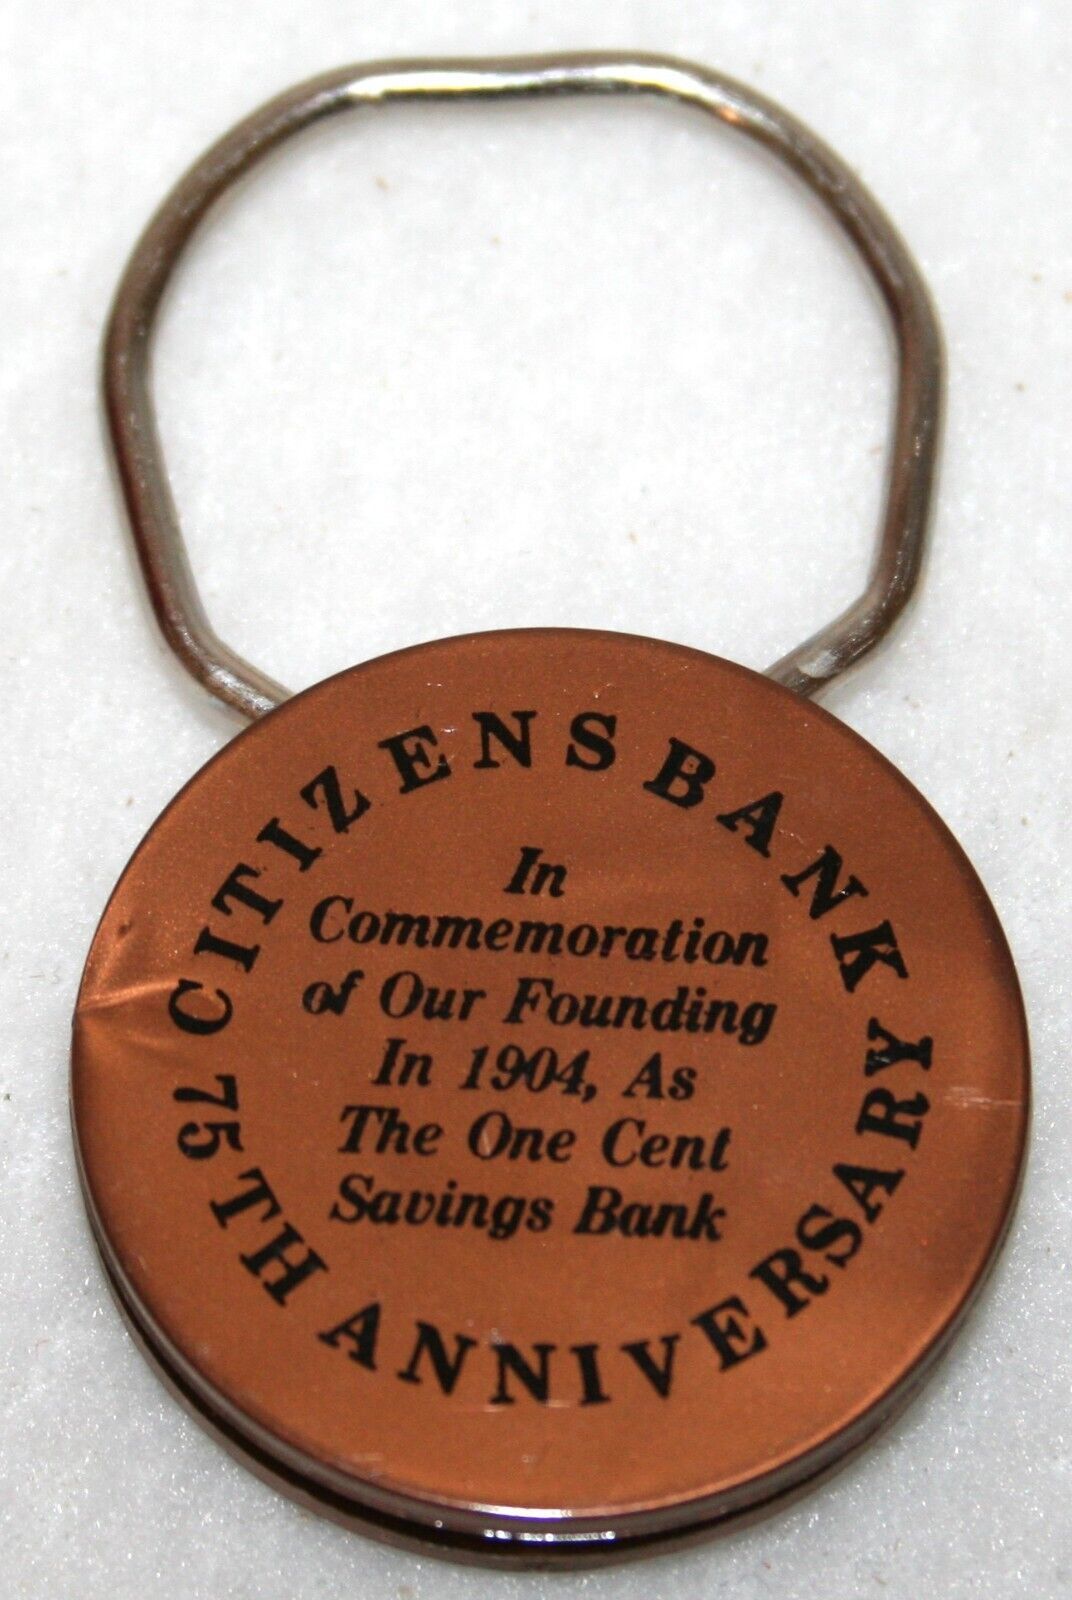 CITIZENS BANK
In
Commemoration
of Our Founding
In 1904, As
The One Cent
Savings Bank
75TH ANNIVERSARY